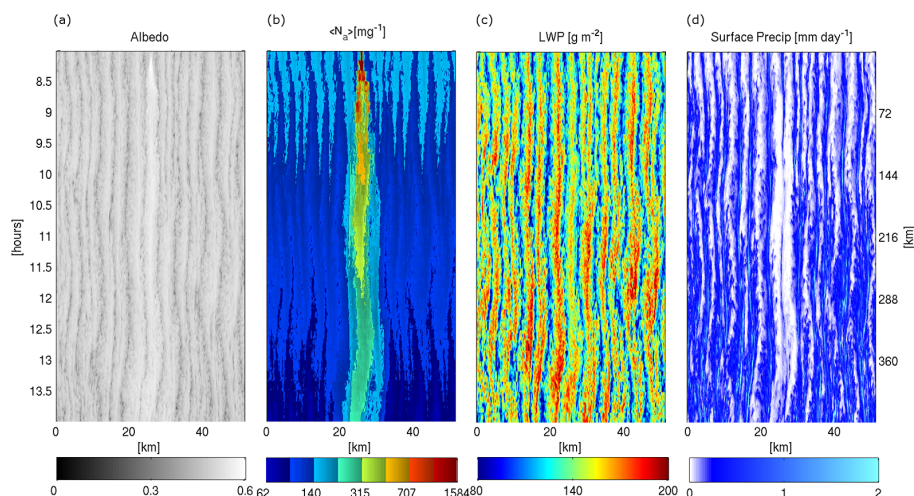 (a) (b) (c) (d)
Albedo <Nₐ>[mg⁻¹] LWP [g m⁻²] Surface Precip [mm day⁻¹]
8.5
9 72
9.5
10 144
10.5
11 216
11.5
12 288
12.5
13 360
13.5
[hours] [km]
0 20 40 0 20 40 0 20 40 0 20 40
[km] [km] [km] [km]
0 0.3 0.6 62 140 315 707 1584 80 140 200 0 1 2